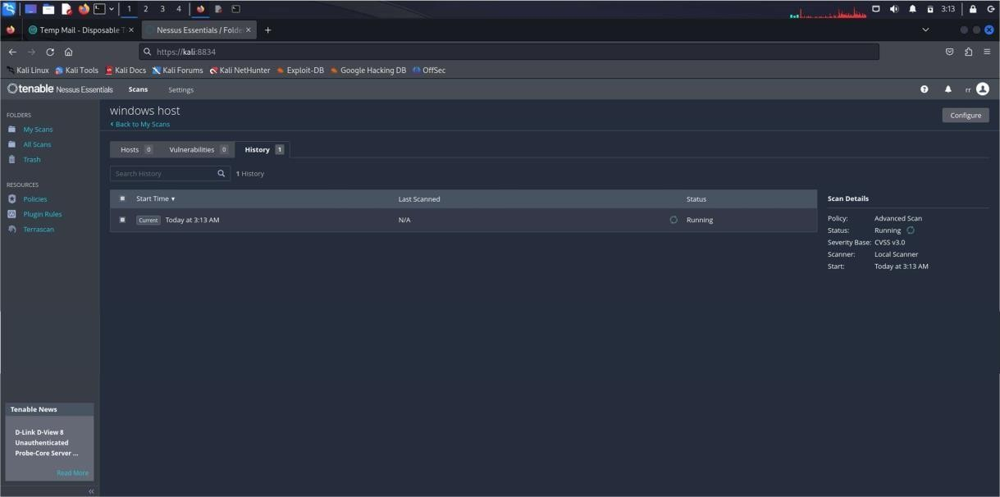 1 2 3 4 3:13
Temp Mail - Disposable T × Nessus Essentials / Folde × +
https://kali:8834
Kali Linux Kali Tools Kali Docs Kali Forums Kali NetHunter Exploit-DB Google Hacking DB OffSec
tenable Nessus Essentials Scans Settings rr
FOLDERS
My Scans
All Scans
Trash
RESOURCES
Policies
Plugin Rules
Terrascan
Tenable News
D-Link D-View 8
Unauthenticated
Probe-Core Server ...
Read More
windows host
Back to My Scans
Configure
Hosts 0 Vulnerabilities 0 History 1
Search History 1 History
Start Time Last Scanned Status
Current Today at 3:13 AM N/A Running
Scan Details
Policy: Advanced Scan
Status: Running
Severity Base: CVSS v3.0
Scanner: Local Scanner
Start: Today at 3:13 AM